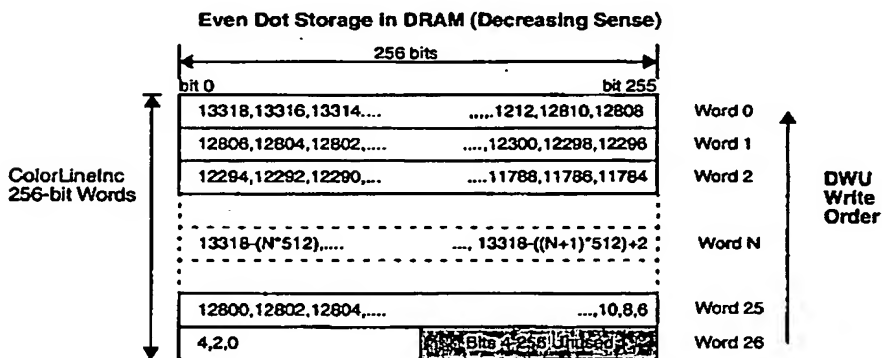 Even Dot Storage in DRAM (Decreasing Sense)
256 bits
bit 0 bit 255
13318,13316,13314.... .....1212,12810,12808 Word 0
12806,12804,12802,.... ....,12300,12298,12296 Word 1
12294,12292,12290,... ....11788,11786,11784 Word 2
ColorLineInc
256-bit Words
DWU
Write
Order
13318-(N*512),.... ..., 13318-((N+1)*512)+2 Word N
12800,12802,12804,.... ...,10,8,6 Word 25
4,2,0 Bits 4-256 Unused Word 26